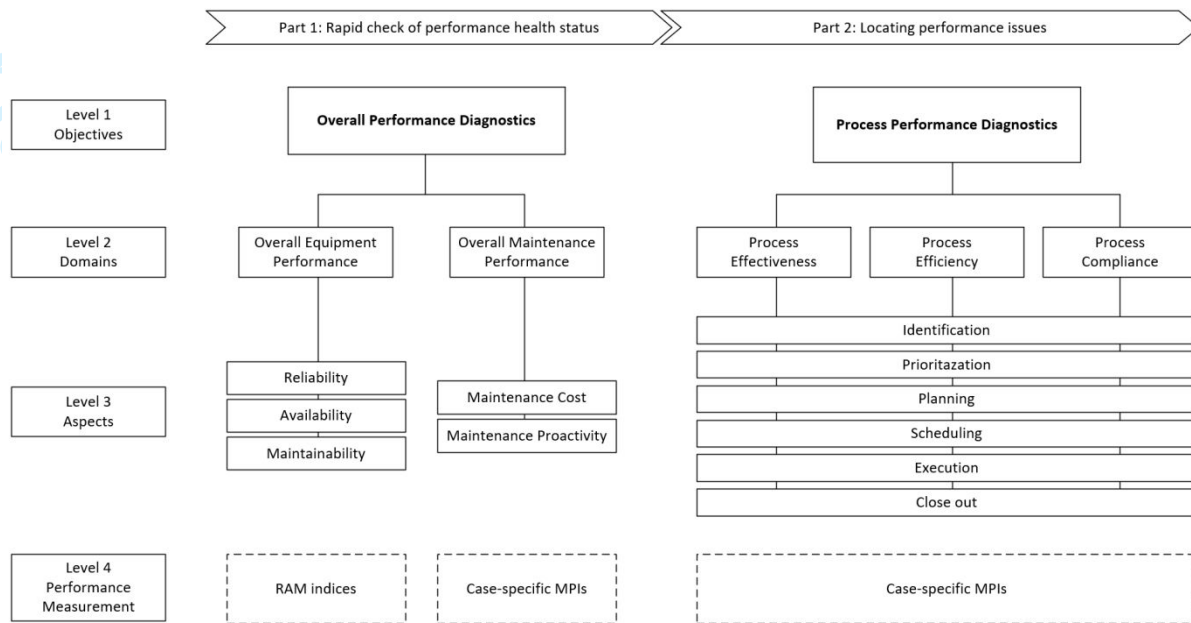 Part 1: Rapid check of performance health status
Part 2: Locating performance issues
Level 1
Objectives
Overall Performance Diagnostics
Process Performance Diagnostics
Level 2
Domains
Overall Equipment
Performance
Overall Maintenance
Performance
Process
Effectiveness
Process
Efficiency
Process
Compliance
Level 3
Aspects
Reliability
Availability
Maintainability
Maintenance Cost
Maintenance Proactivity
Identification
Prioritazation
Planning
Scheduling
Execution
Close out
Level 4
Performance
Measurement
RAM indices
Case-specific MPIs
Case-specific MPIs